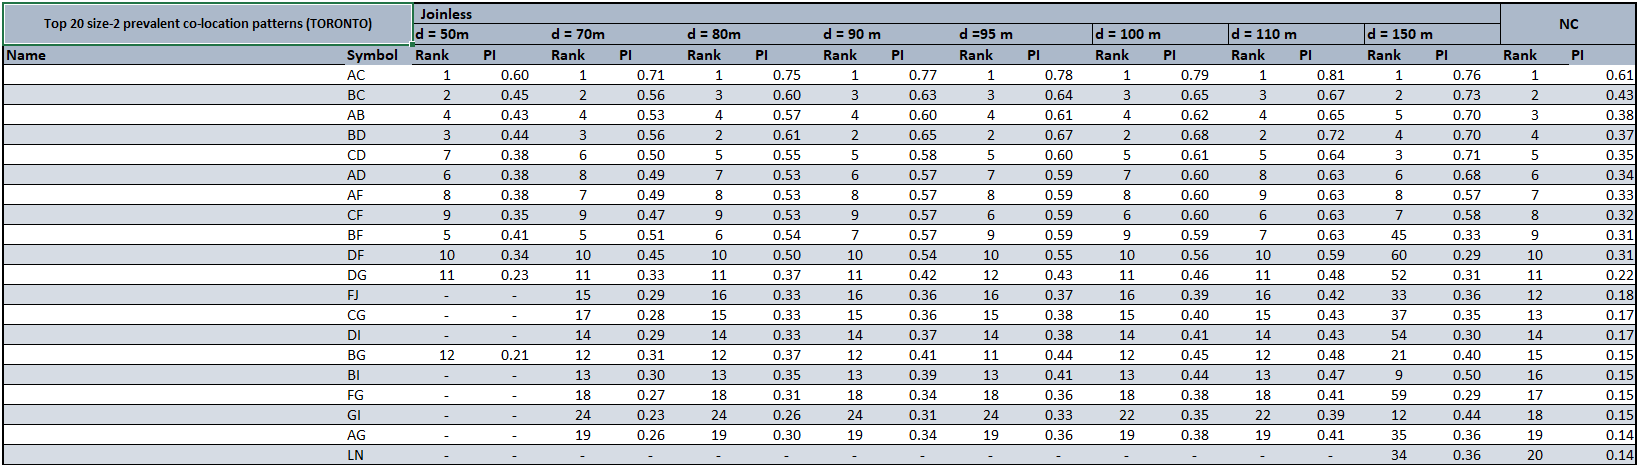 Top 20 size-2 prevalent co-location patterns (TORONTO) Joinless NC
d = 50m d = 70m d = 80m d = 90 m d =95 m d = 100 m d = 110 m d = 150 m
Name Symbol Rank PI Rank PI Rank PI Rank PI Rank PI Rank PI Rank PI Rank PI Rank PI
AC 1 0.60 1 0.71 1 0.75 1 0.77 1 0.78 1 0.79 1 0.81 1 0.76 1 0.61
BC 2 0.45 2 0.56 3 0.60 3 0.63 3 0.64 3 0.65 3 0.67 2 0.73 2 0.43
AB 4 0.43 4 0.53 4 0.57 4 0.60 4 0.61 4 0.62 4 0.65 5 0.70 3 0.38
BD 3 0.44 3 0.56 2 0.61 2 0.65 2 0.67 2 0.68 2 0.72 4 0.70 4 0.37
CD 7 0.38 6 0.50 5 0.55 5 0.58 5 0.60 5 0.61 5 0.64 3 0.71 5 0.35
AD 6 0.38 8 0.49 7 0.53 6 0.57 7 0.59 7 0.60 8 0.63 6 0.68 6 0.34
AF 8 0.38 7 0.49 8 0.53 8 0.57 8 0.59 8 0.60 9 0.63 8 0.57 7 0.33
CF 9 0.35 9 0.47 9 0.53 9 0.57 6 0.59 6 0.60 6 0.63 7 0.58 8 0.32
BF 5 0.41 5 0.51 6 0.54 7 0.57 9 0.59 9 0.59 7 0.63 45 0.33 9 0.31
DF 10 0.34 10 0.45 10 0.50 10 0.54 10 0.55 10 0.56 10 0.59 60 0.29 10 0.31
DG 11 0.23 11 0.33 11 0.37 11 0.42 12 0.43 11 0.46 11 0.48 52 0.31 11 0.22
FJ - - 15 0.29 16 0.33 16 0.36 16 0.37 16 0.39 16 0.42 33 0.36 12 0.18
CG - - 17 0.28 15 0.33 15 0.36 15 0.38 15 0.40 15 0.43 37 0.35 13 0.17
DI - - 14 0.29 14 0.33 14 0.37 14 0.38 14 0.41 14 0.43 54 0.30 14 0.17
BG 12 0.21 12 0.31 12 0.37 12 0.41 11 0.44 12 0.45 12 0.48 21 0.40 15 0.15
BI - - 13 0.30 13 0.35 13 0.39 13 0.41 13 0.44 13 0.47 9 0.50 16 0.15
FG - - 18 0.27 18 0.31 18 0.34 18 0.36 18 0.38 18 0.41 59 0.29 17 0.15
GI - - 24 0.23 24 0.26 24 0.31 24 0.33 22 0.35 22 0.39 12 0.44 18 0.15
AG - - 19 0.26 19 0.30 19 0.34 19 0.36 19 0.38 19 0.41 35 0.36 19 0.14
LN - - - - - - - - - - - - - - 34 0.36 20 0.14